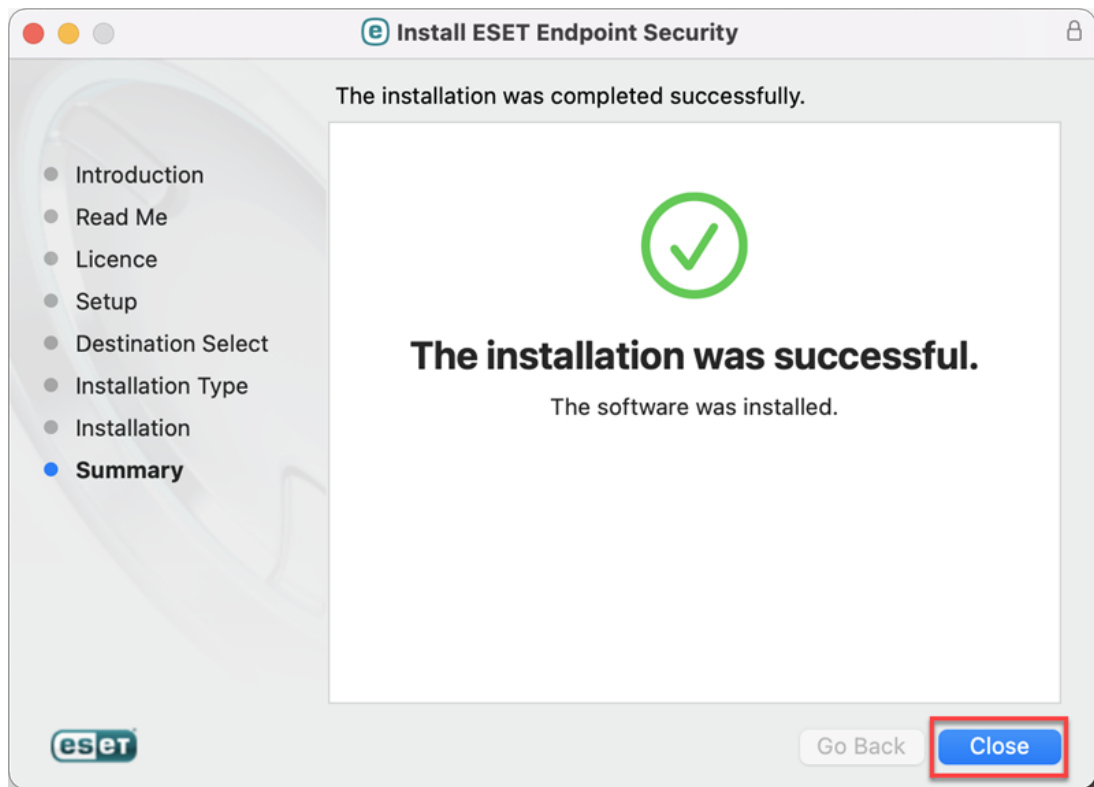 Install ESET Endpoint Security
The installation was completed successfully.
Introduction
Read Me
Licence
Setup
Destination Select
Installation Type
Installation
Summary
The installation was successful.
The software was installed.
eset
Go Back
Close